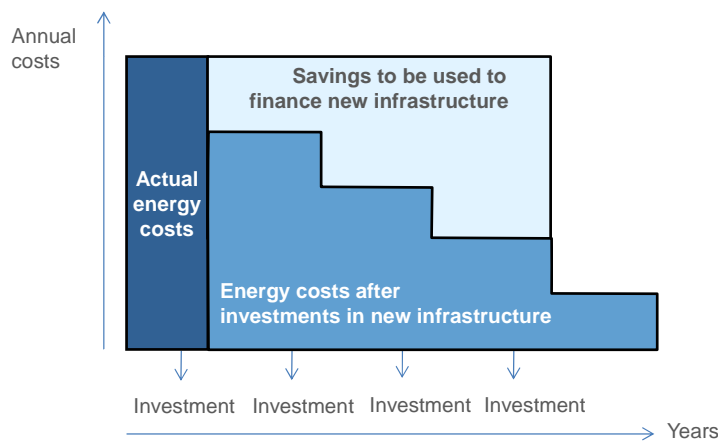 Annual
costs
Savings to be used to
finance new infrastructure
Actual
energy
costs
Energy costs after
investments in new infrastructure
Investment Investment Investment Investment
Years